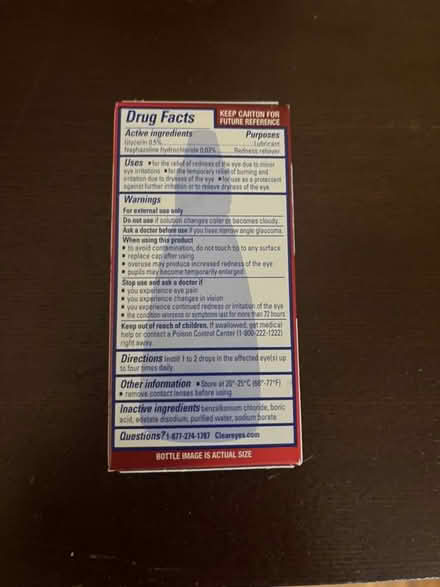 Drug Facts
KEEP CARTON FOR
FUTURE REFERENCE
Active ingredients
Purposes
Glycerin 0.5%
Lubricant
Naphazoline hydrochloride 0.03%
Redness reliever
Uses ▪ for the relief of redness of the eye due to minor
eye irritations ▪ for the temporary relief of burning and
irritation due to dryness of the eye ▪ for use as a protectant
against further irritation or to relieve dryness of the eye.
Warnings
For external use only
Do not use if solution changes color or becomes cloudy.
Ask a doctor before use if you have narrow angle glaucoma.
When using this product
▪ to avoid contamination, do not touch tip to any surface
▪ replace cap after using
▪ overuse may produce increased redness of the eye
▪ pupils may become temporarily enlarged
Stop use and ask a doctor if
▪ you experience eye pain
▪ you experience changes in vision
▪ you experience continued redness or irritation of the eye
▪ the condition worsens or symptoms last for more than 72 hours
Keep out of reach of children. If swallowed, get medical
help or contact a Poison Control Center (1-800-222-1222)
right away.
Directions Instill 1 to 2 drops in the affected eye(s) up
to four times daily.
Other information ▪ Store at 20°-25°C (68°-77°F)
▪ remove contact lenses before using
Inactive ingredients benzalkonium chloride, boric
acid, edetate disodium, purified water, sodium borate
Questions? 1-877-274-1787 Cleareyes.com
BOTTLE IMAGE IS ACTUAL SIZE